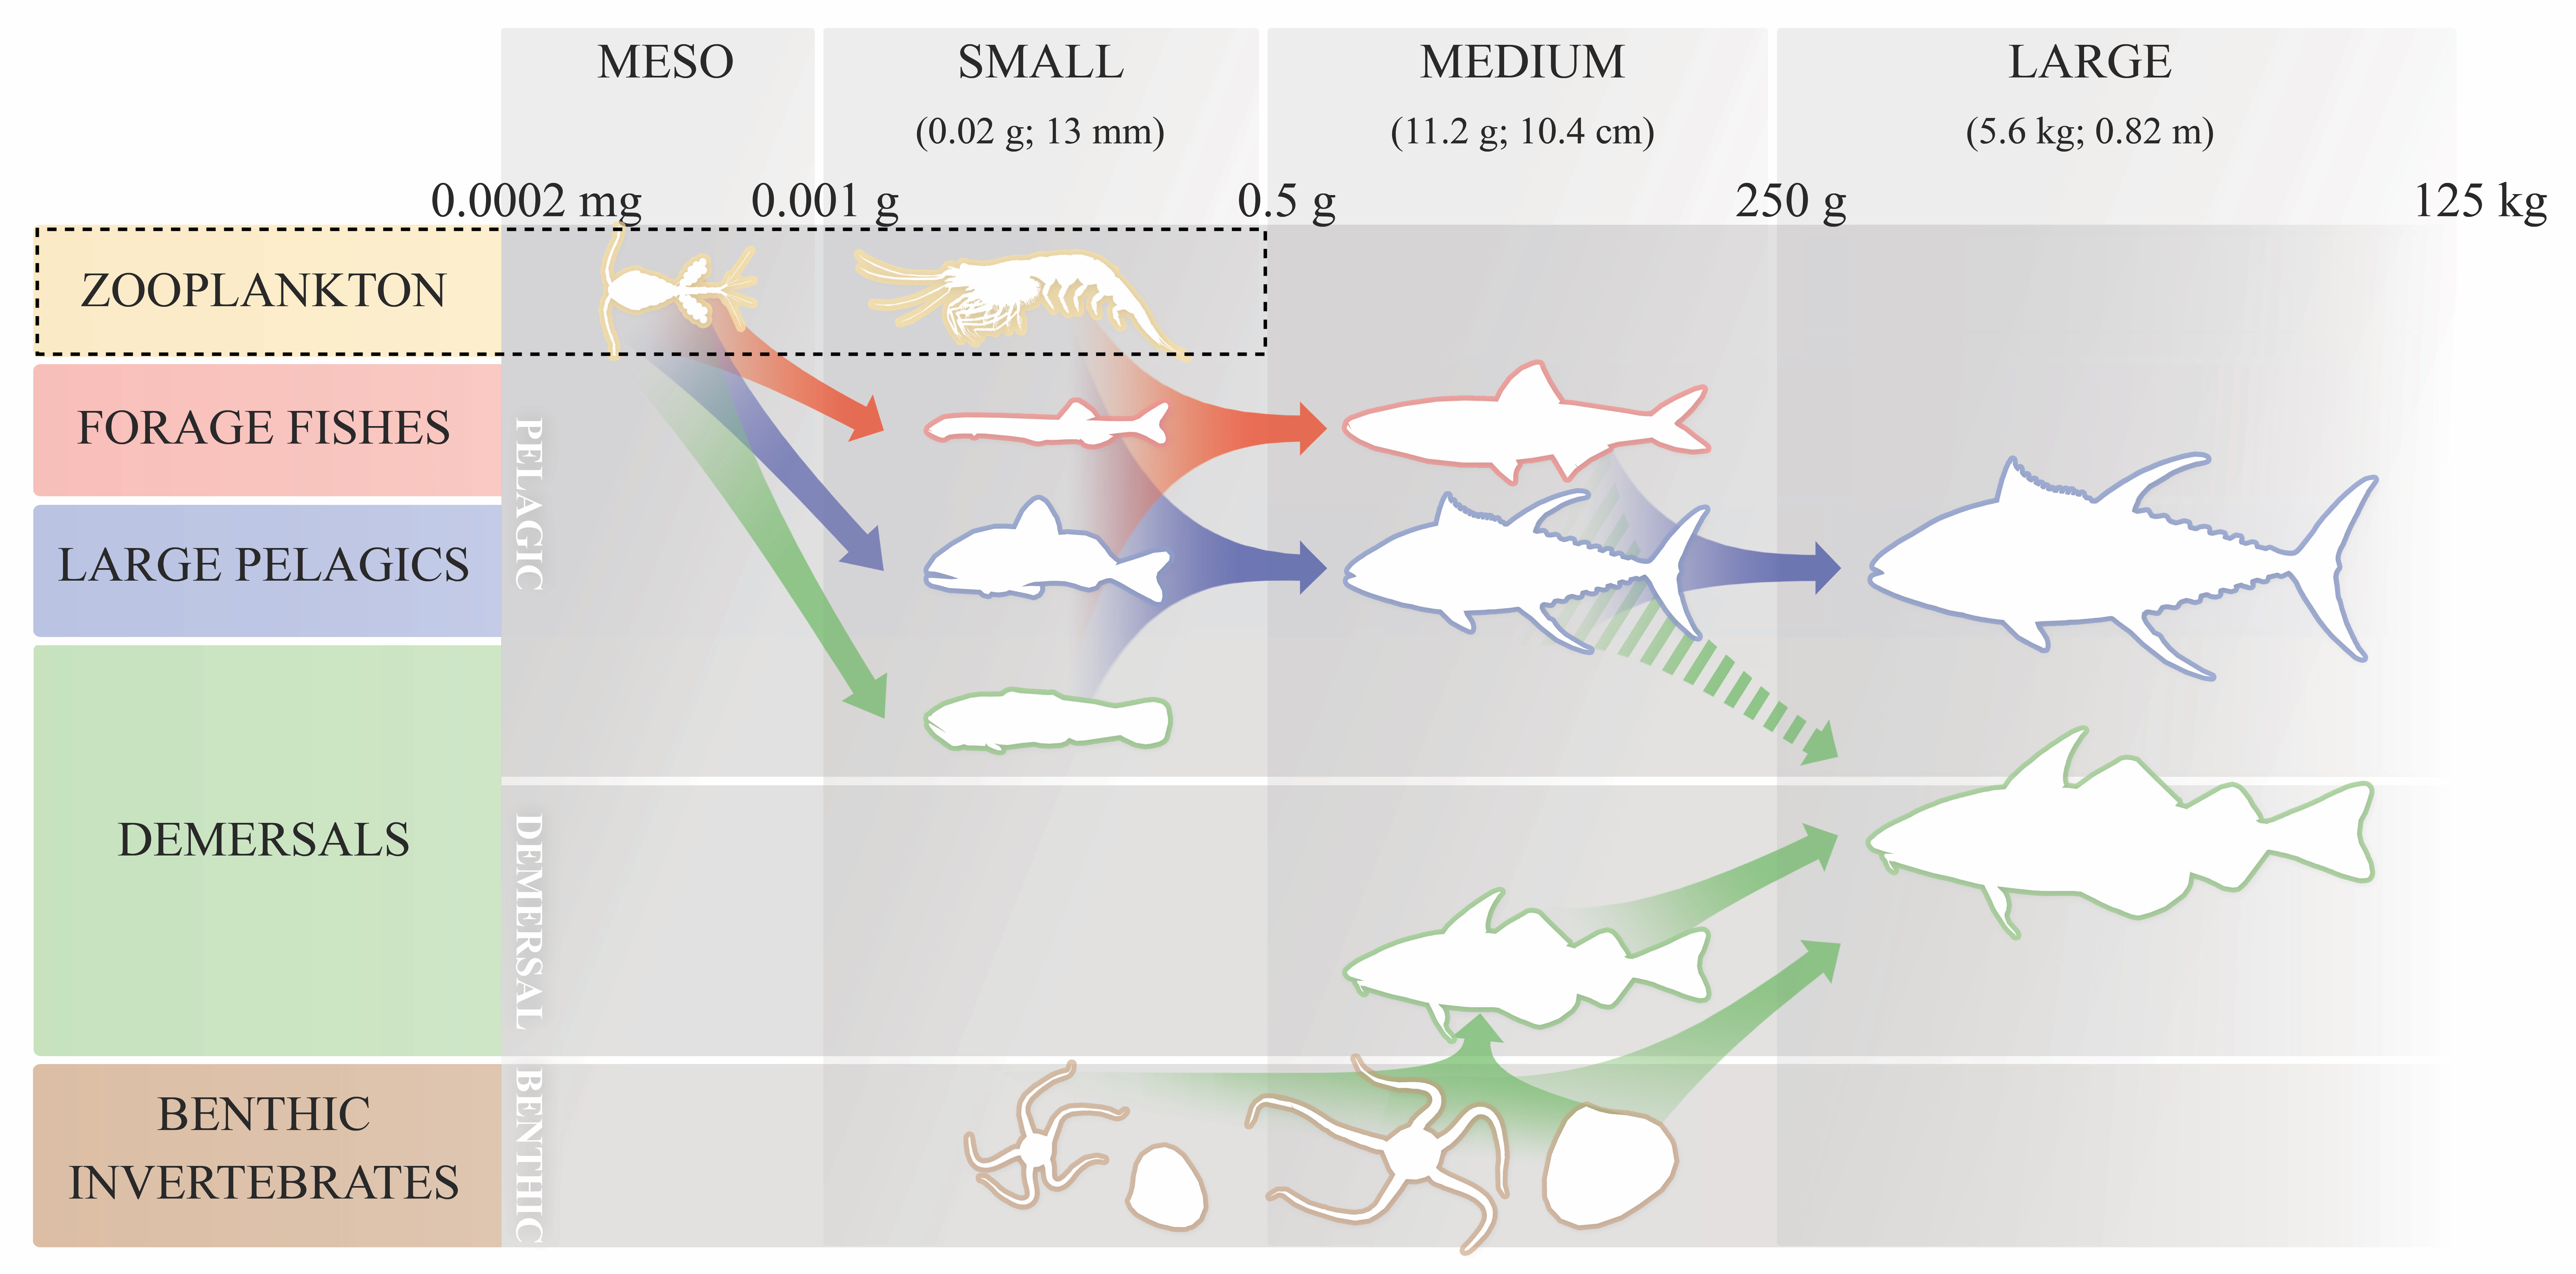 MESO
SMALL
MEDIUM
LARGE
(0.02 g; 13 mm)
(11.2 g; 10.4 cm)
(5.6 kg; 0.82 m)
0.0002 mg
0.001 g
0.5 g
250 g
125 kg
ZOOPLANKTON
FORAGE FISHES
LARGE PELAGICS
DEMERSALS
BENTHIC
INVERTEBRATES
PELAGIC
DEMERSAL
BENTHIC